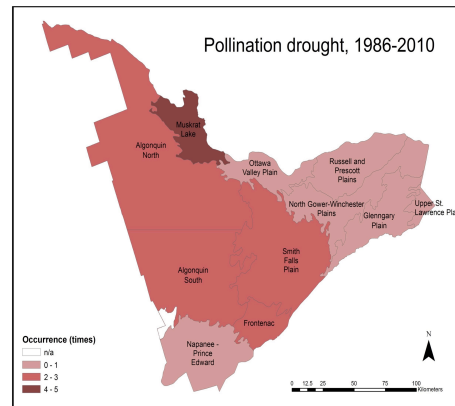 Pollination drought, 1986-2010
Muskrat
Lake
Algonquin
North
Ottawa
Valley Plain
Russell and
Prescott
Plains
North Gower-Winchester
Plains
Upper St.
Lawrence Pla
Glenngary
Plain
Smith
Falls
Plain
Algonquin
South
Frontenac
Napanee -
Prince
Edward
Occurrence (times)
n/a
0 - 1
2 - 3
4 - 5
N
0 12.5 25 50 75 100
Kilometers